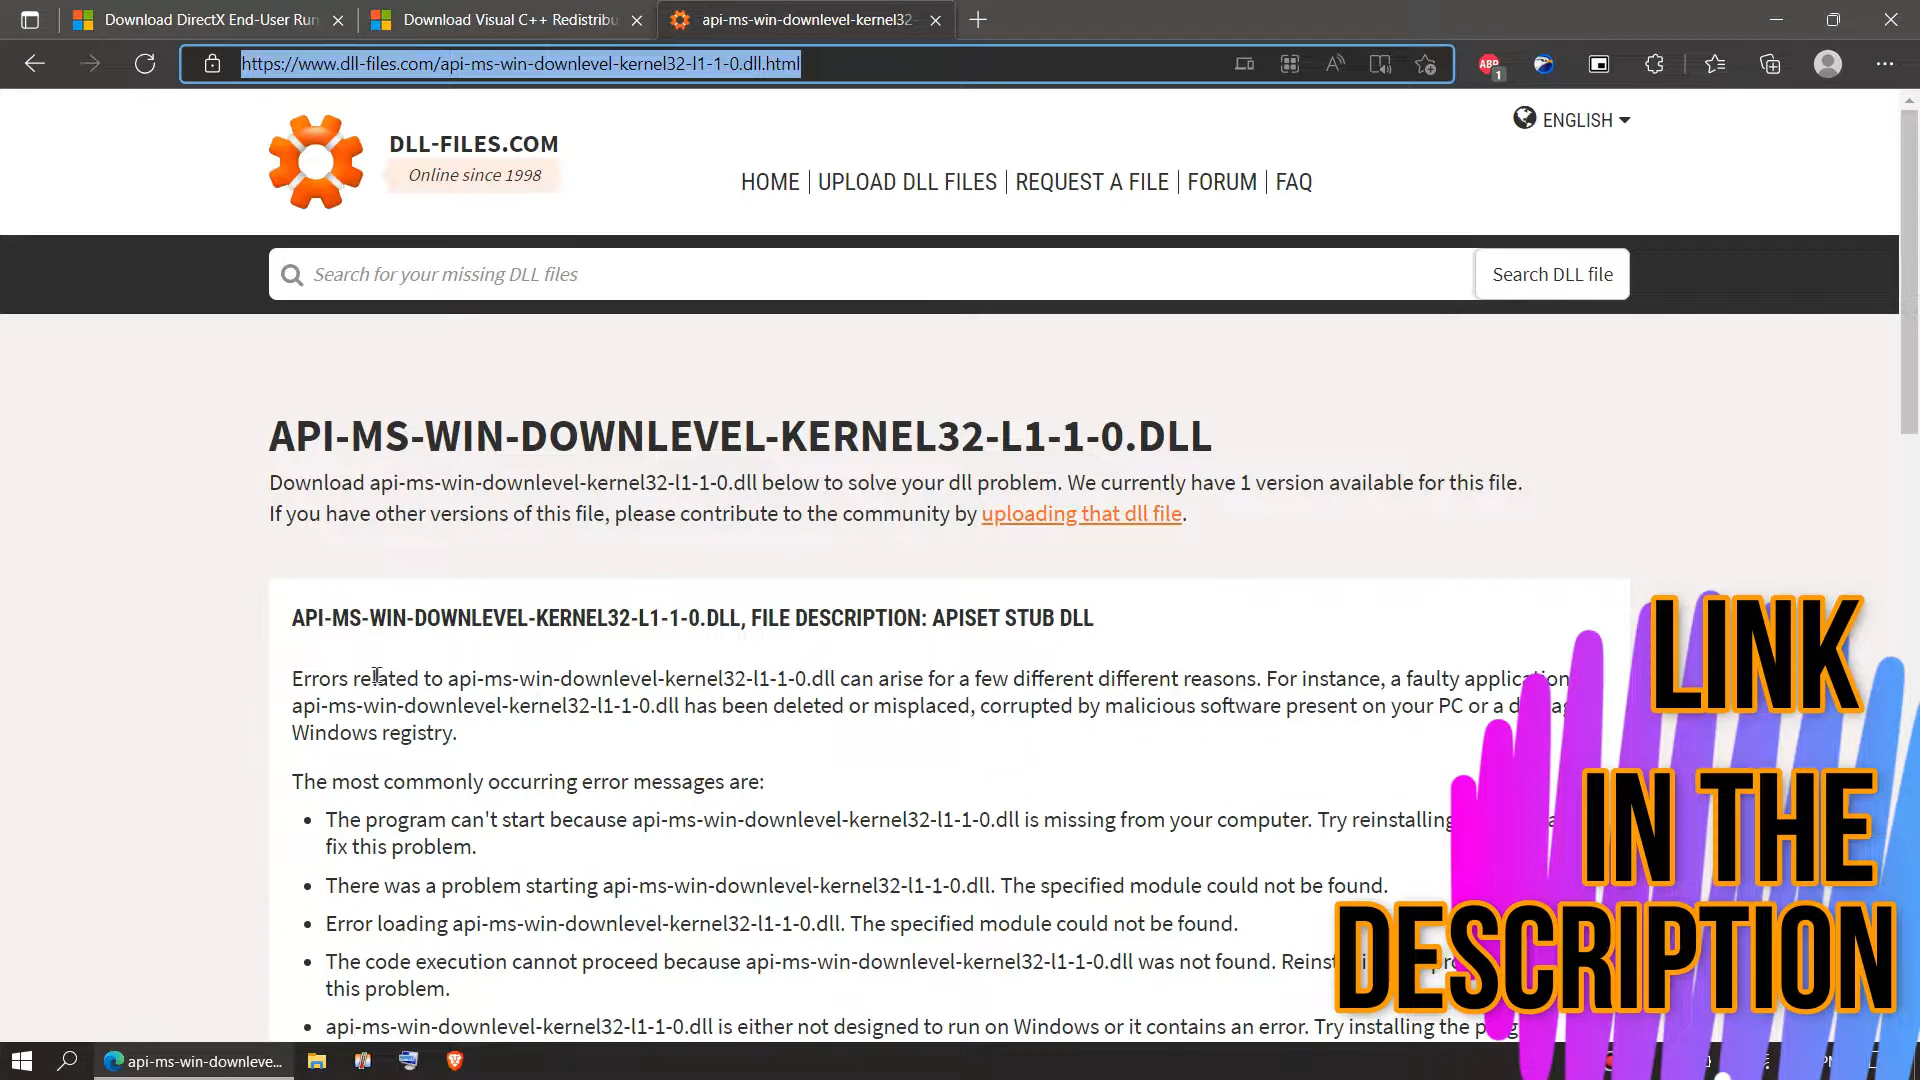 Download DirectX End-User Run
Download Visual C++ Redistribu
api-ms-win-downlevel-kernel32-
https://www.dll-files.com/api-ms-win-downlevel-kernel32-l1-1-0.dll.html
ABP
1
DLL-FILES.COM
Online since 1998
ENGLISH
HOME
UPLOAD DLL FILES
REQUEST A FILE
FORUM
FAQ
Search for your missing DLL files
Search DLL file
API-MS-WIN-DOWNLEVEL-KERNEL32-L1-1-0.DLL
Download api-ms-win-downlevel-kernel32-l1-1-0.dll below to solve your dll problem. We currently have 1 version available for this file.
If you have other versions of this file, please contribute to the community by uploading that dll file.
API-MS-WIN-DOWNLEVEL-KERNEL32-L1-1-0.DLL, FILE DESCRIPTION: APISET STUB DLL
Errors related to api-ms-win-downlevel-kernel32-l1-1-0.dll can arise for a few different different reasons. For instance, a faulty application
api-ms-win-downlevel-kernel32-l1-1-0.dll has been deleted or misplaced, corrupted by malicious software present on your PC or a
Windows registry.
The most commonly occurring error messages are:
The program can't start because api-ms-win-downlevel-kernel32-l1-1-0.dll is missing from your computer. Try reinstalling
fix this problem.
There was a problem starting api-ms-win-downlevel-kernel32-l1-1-0.dll. The specified module could not be found.
Error loading api-ms-win-downlevel-kernel32-l1-1-0.dll. The specified module could not be found.
The code execution cannot proceed because api-ms-win-downlevel-kernel32-l1-1-0.dll was not found.
this problem.
api-ms-win-downlevel-kernel32-l1-1-0.dll is either not designed to run on Windows or it contains an error. Try installing the
LINK
IN THE
DESCRIPTION
api-ms-win-downleve...